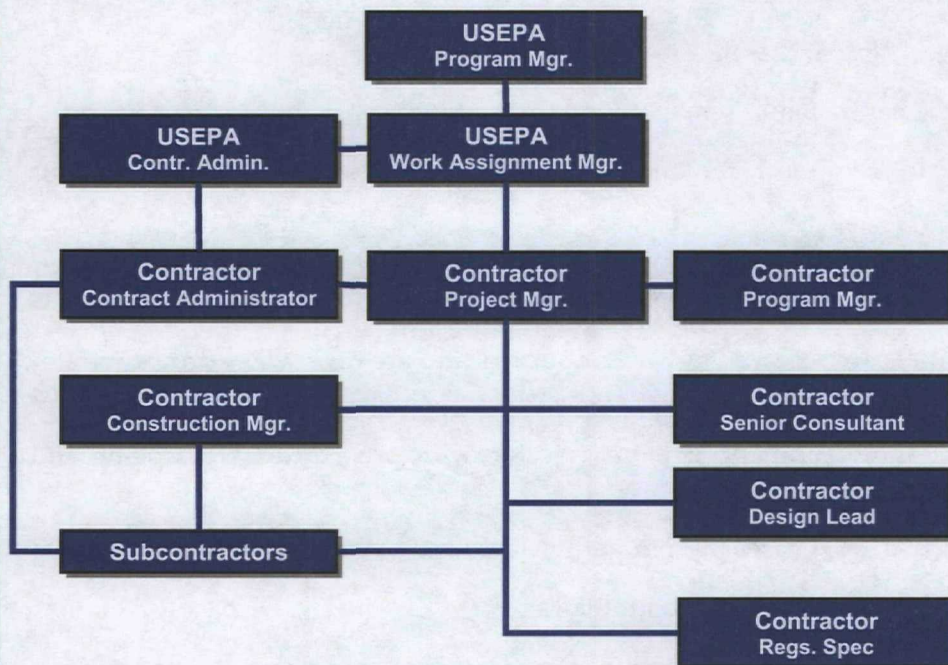 USEPA
Program Mgr.
USEPA
Contr. Admin.
USEPA
Work Assignment Mgr.
Contractor
Contract Administrator
Contractor
Project Mgr.
Contractor
Program Mgr.
Contractor
Construction Mgr.
Contractor
Senior Consultant
Contractor
Design Lead
Subcontractors
Contractor
Regs. Spec